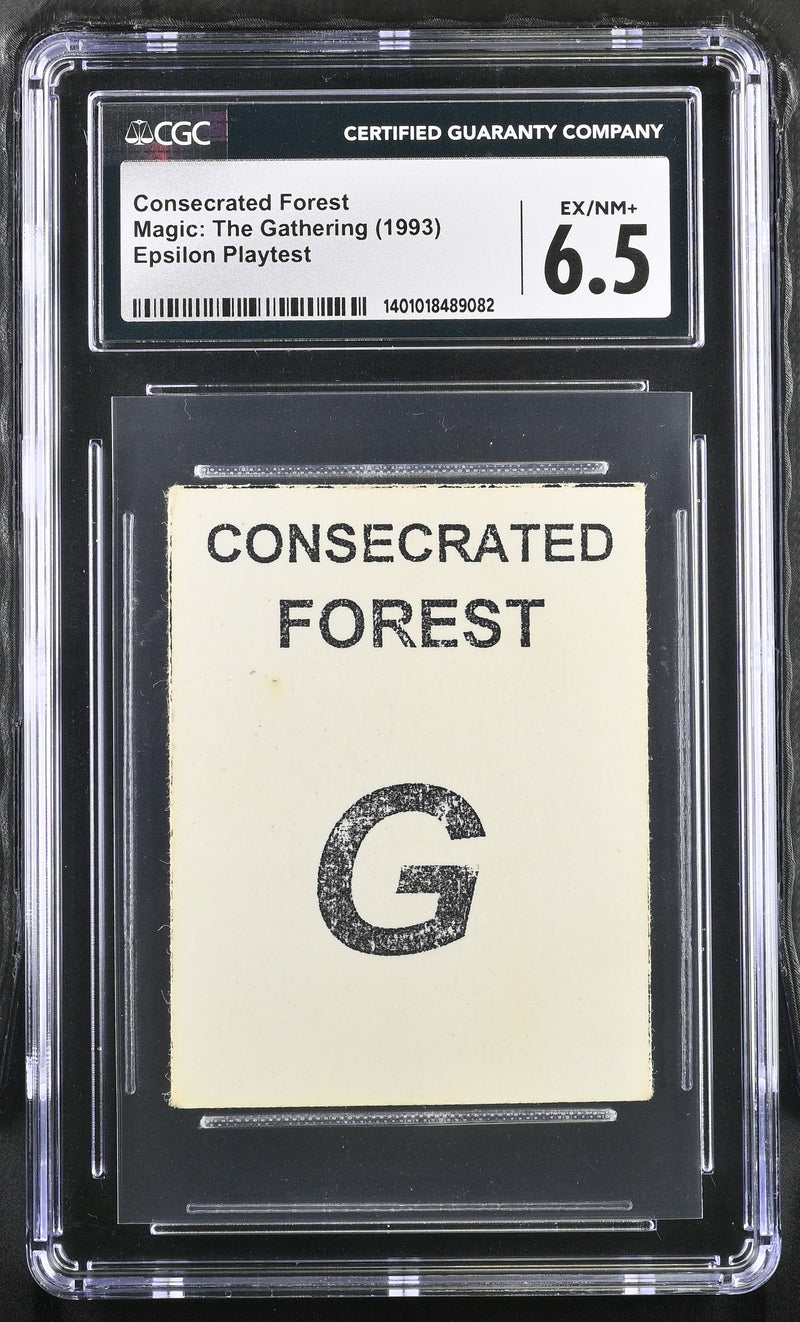 CGC
CERTIFIED GUARANTY COMPANY
Consecrated Forest
Magic: The Gathering (1993)
Epsilon Playtest
EX/NM+
6.5
1401018489082
CONSECRATED
FOREST
G